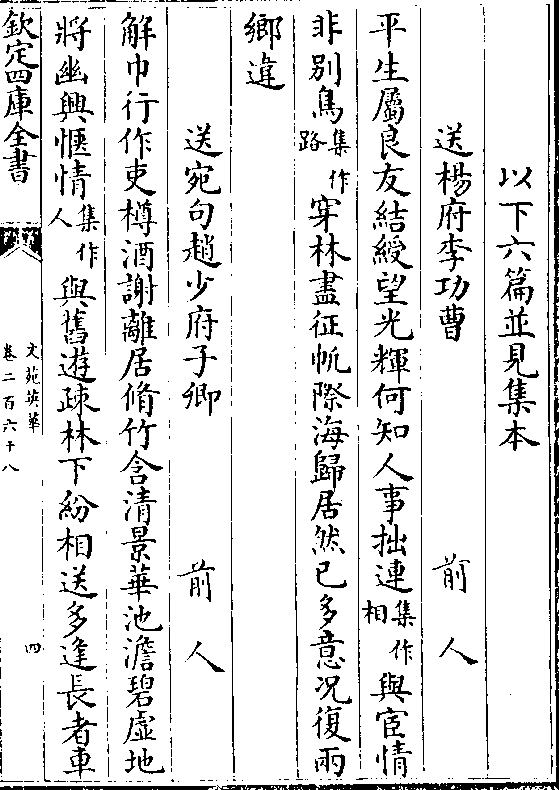 以下六篇並見集本
送楊府李功曹 前人
平生屬良友結綬望光輝何知人事拙連集作相與宦情
非別鳥集作路穿林盡征帆際海歸居然已多意况復兩
鄉違
送宛句趙少府子卿 前人
解巾行作吏樽酒謝離居脩竹含清景華池澹碧虛地
將幽興愜情集作人與舊遊疎林下紛相送多逢長者車
欽定四庫全書
文苑英華
卷二百六十八
四